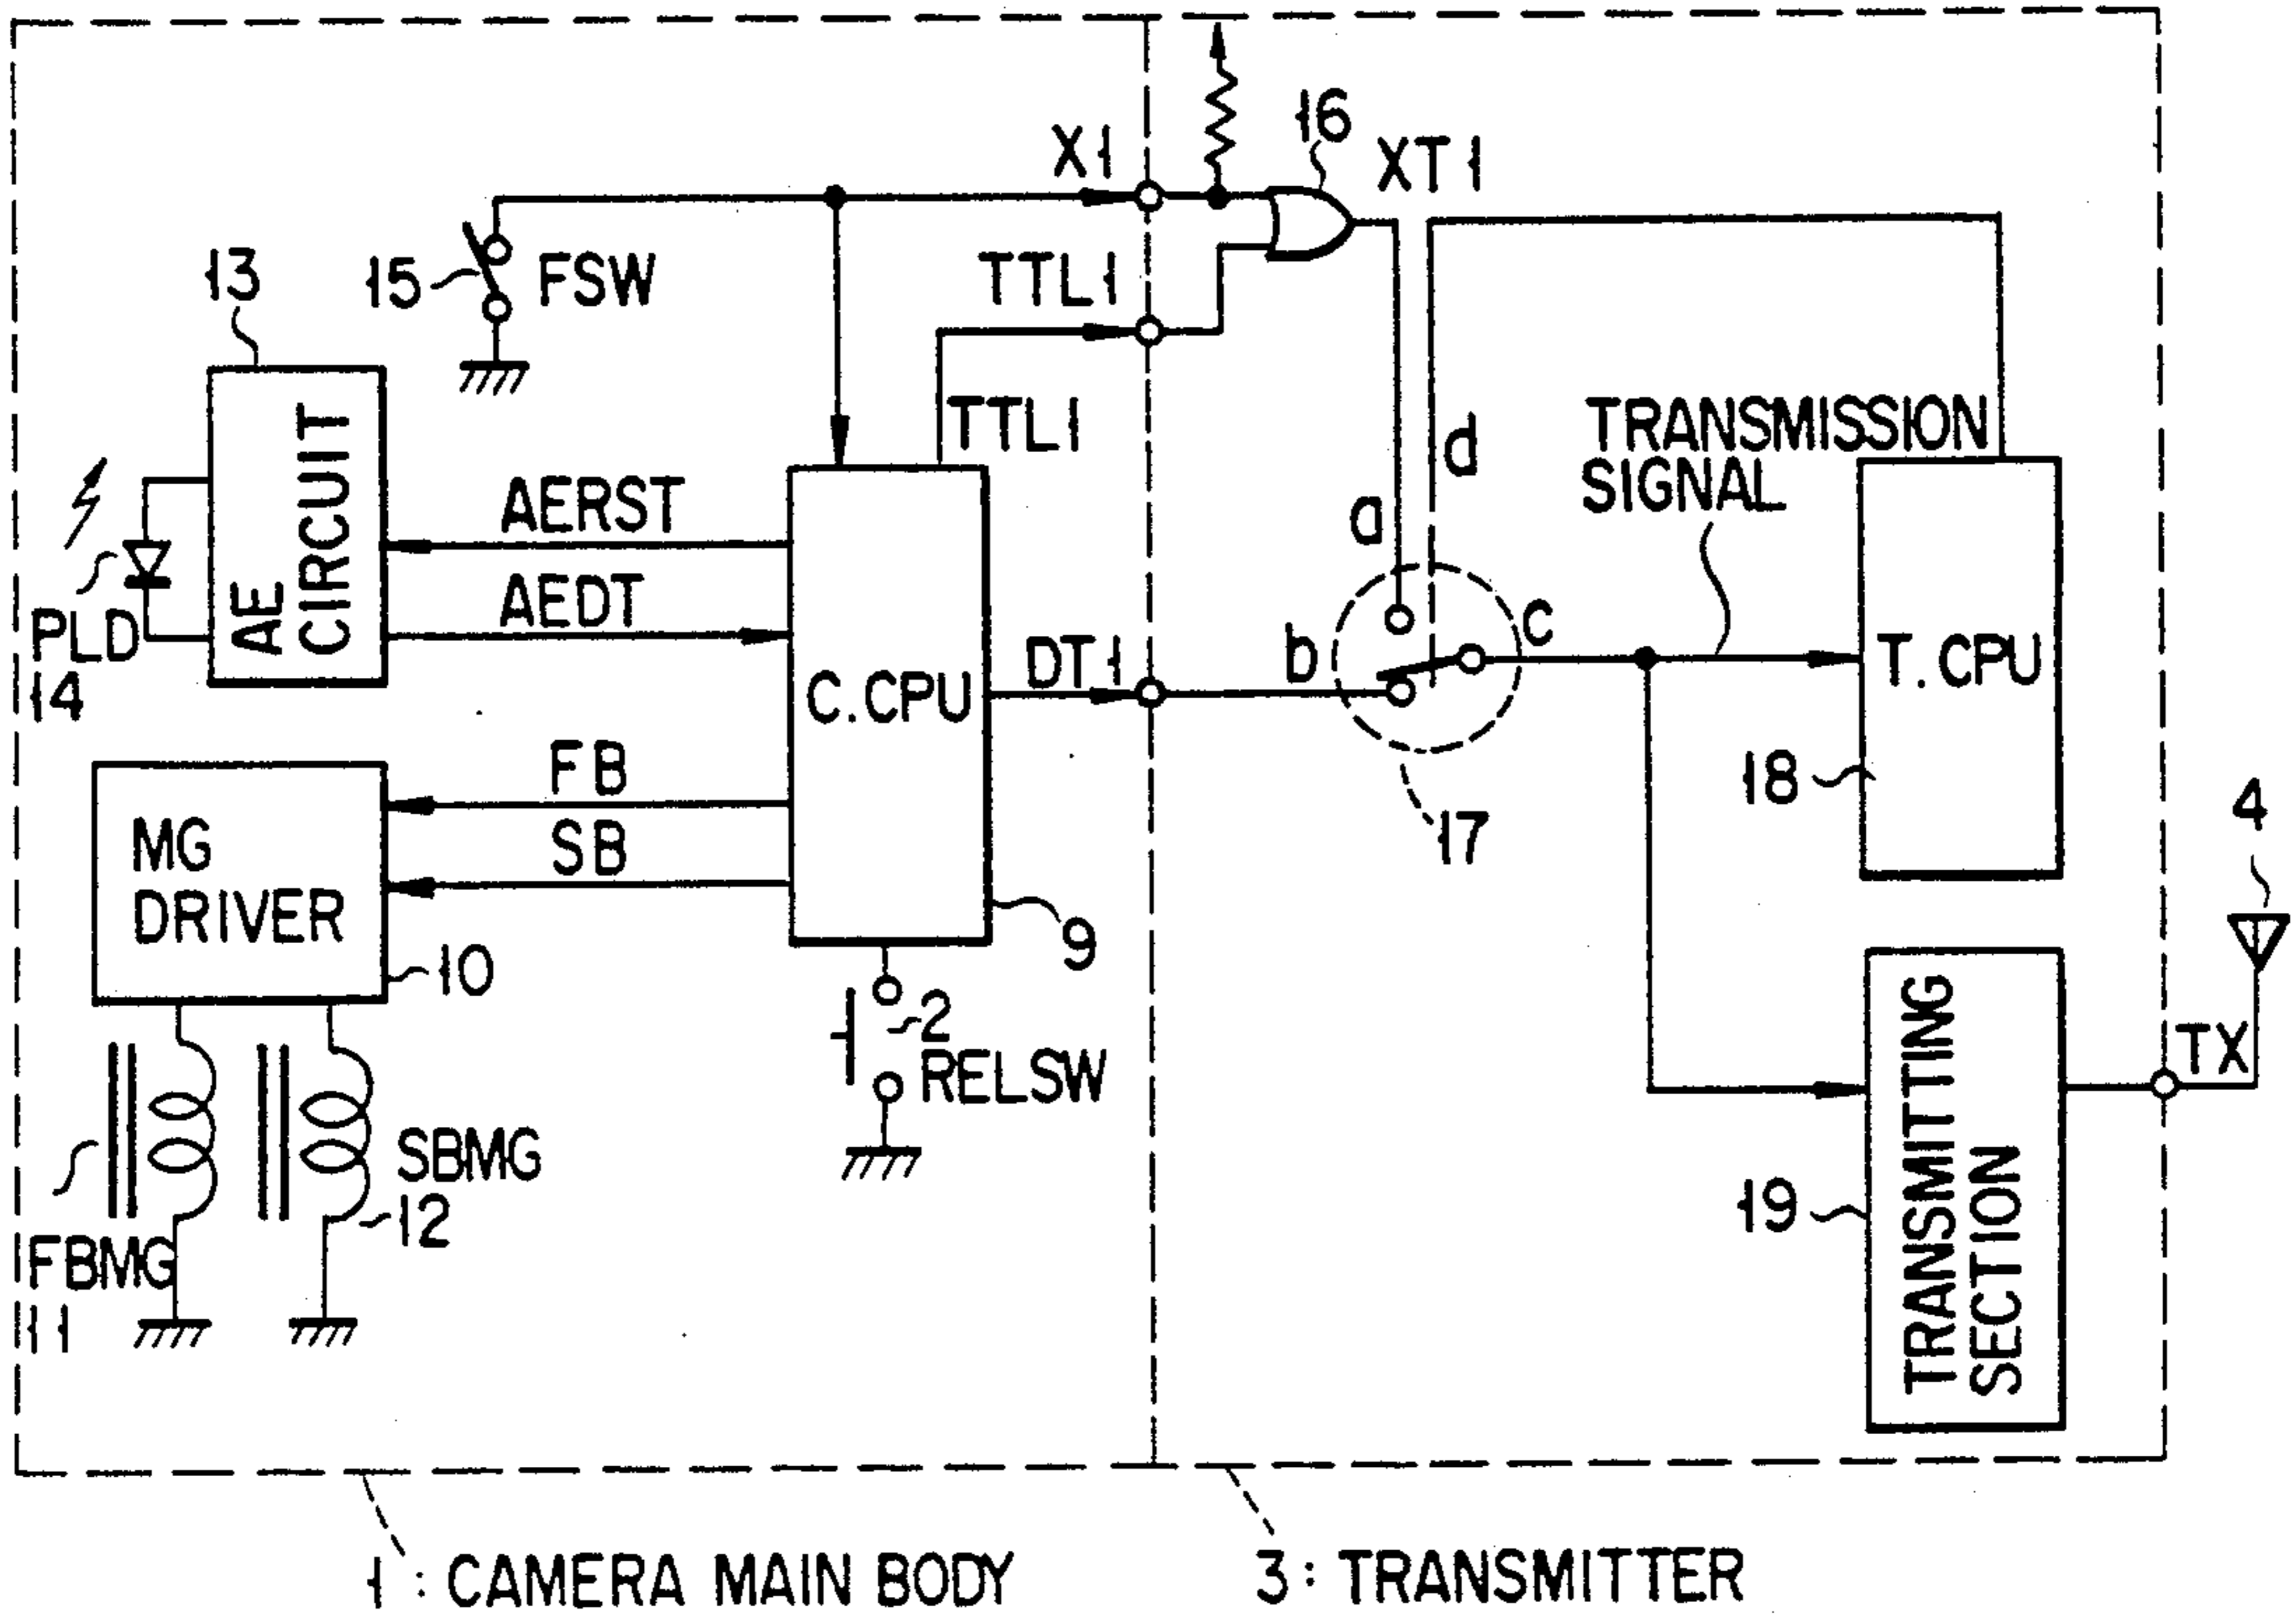 16
X1
XT1
13
15
FSW
TTL1
TTL1
TRANSMISSION
SIGNAL
d
a
AE
CIRCUIT
AERST
AEDT
PLD
14
C.CPU
DT1
b
c
T.CPU
18
17
FB
SB
MG
DRIVER
10
9
4
2
RELSW
TX
TRANSMITTING
SECTION
19
SBMG
12
FBMG
11
1 : CAMERA MAIN BODY
3 : TRANSMITTER